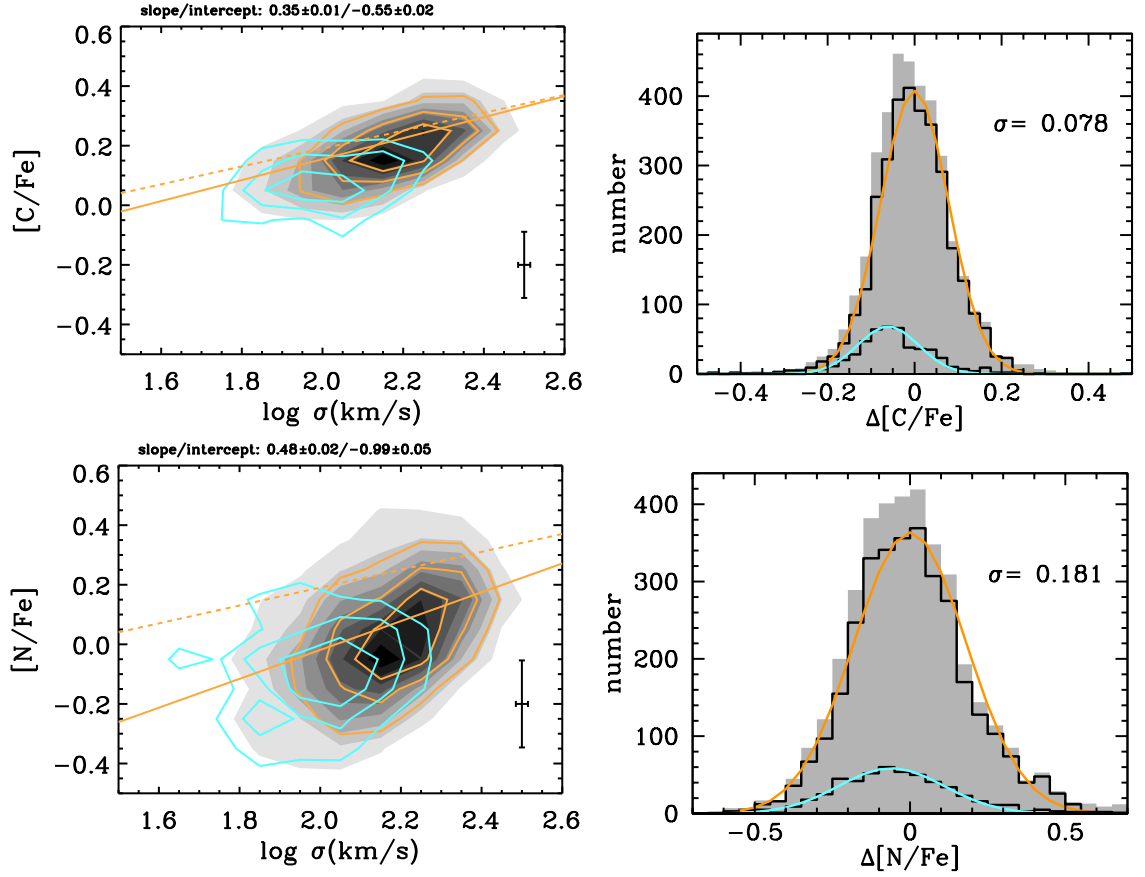 slope/intercept: 0.35±0.01/−0.55±0.02
0.6
0.4
0.2
0.0
−0.2
−0.4
[C/Fe]
1.6 1.8 2.0 2.2 2.4 2.6
log σ(km/s)
400
300
200
100
0
number
σ= 0.078
−0.4 −0.2 0 0.2 0.4
Δ[C/Fe]
slope/intercept: 0.48±0.02/−0.99±0.05
0.6
0.4
0.2
0.0
−0.2
−0.4
[N/Fe]
1.6 1.8 2.0 2.2 2.4 2.6
log σ(km/s)
400
300
200
100
0
number
σ= 0.181
−0.5 0 0.5
Δ[N/Fe]